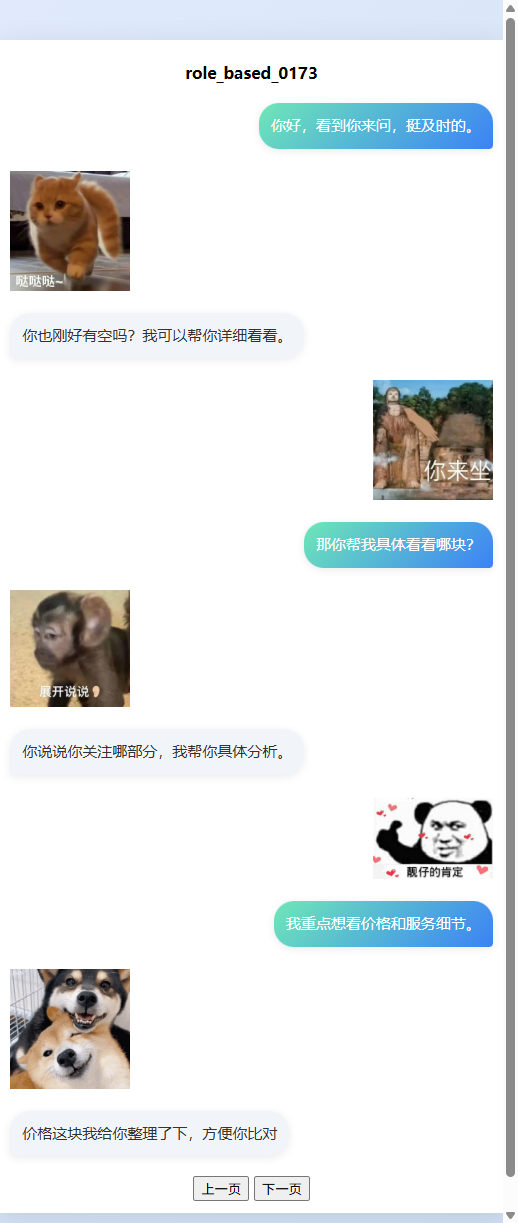 role_based_0173
你好，看到你来问，挺及时的。
哒哒哒~
你也刚好有空吗？我可以帮你详细看看。
你来坐
那你帮我具体看看哪块？
展开说说
你说说你关注哪部分，我帮你具体分析。
靓仔的肯定
我重点想看价格和服务细节。
价格这块我给你整理了下，方便你比对
上一页 下一页